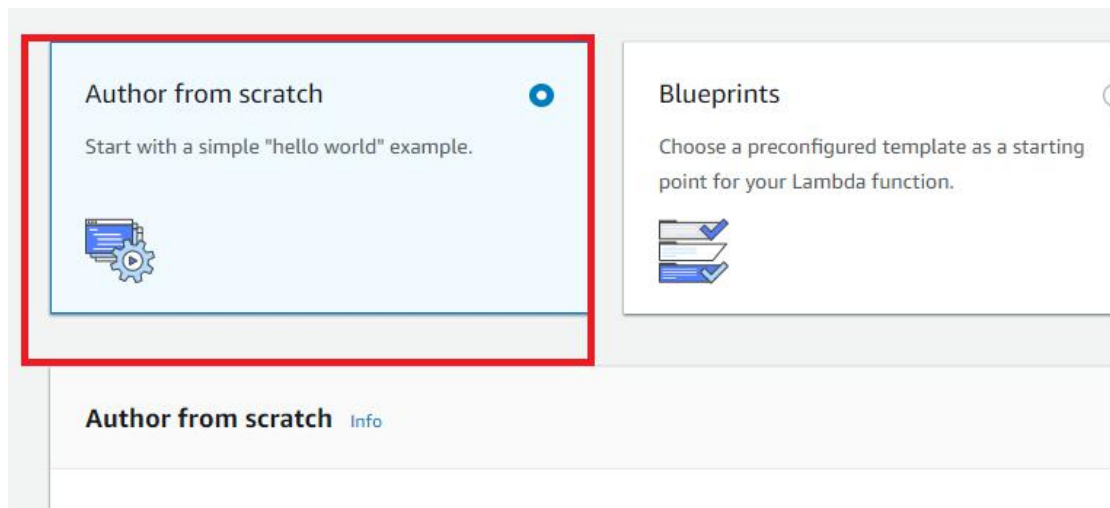 Author from scratch
Start with a simple "hello world" example.
Blueprints
Choose a preconfigured template as a starting
point for your Lambda function.
Author from scratch Info